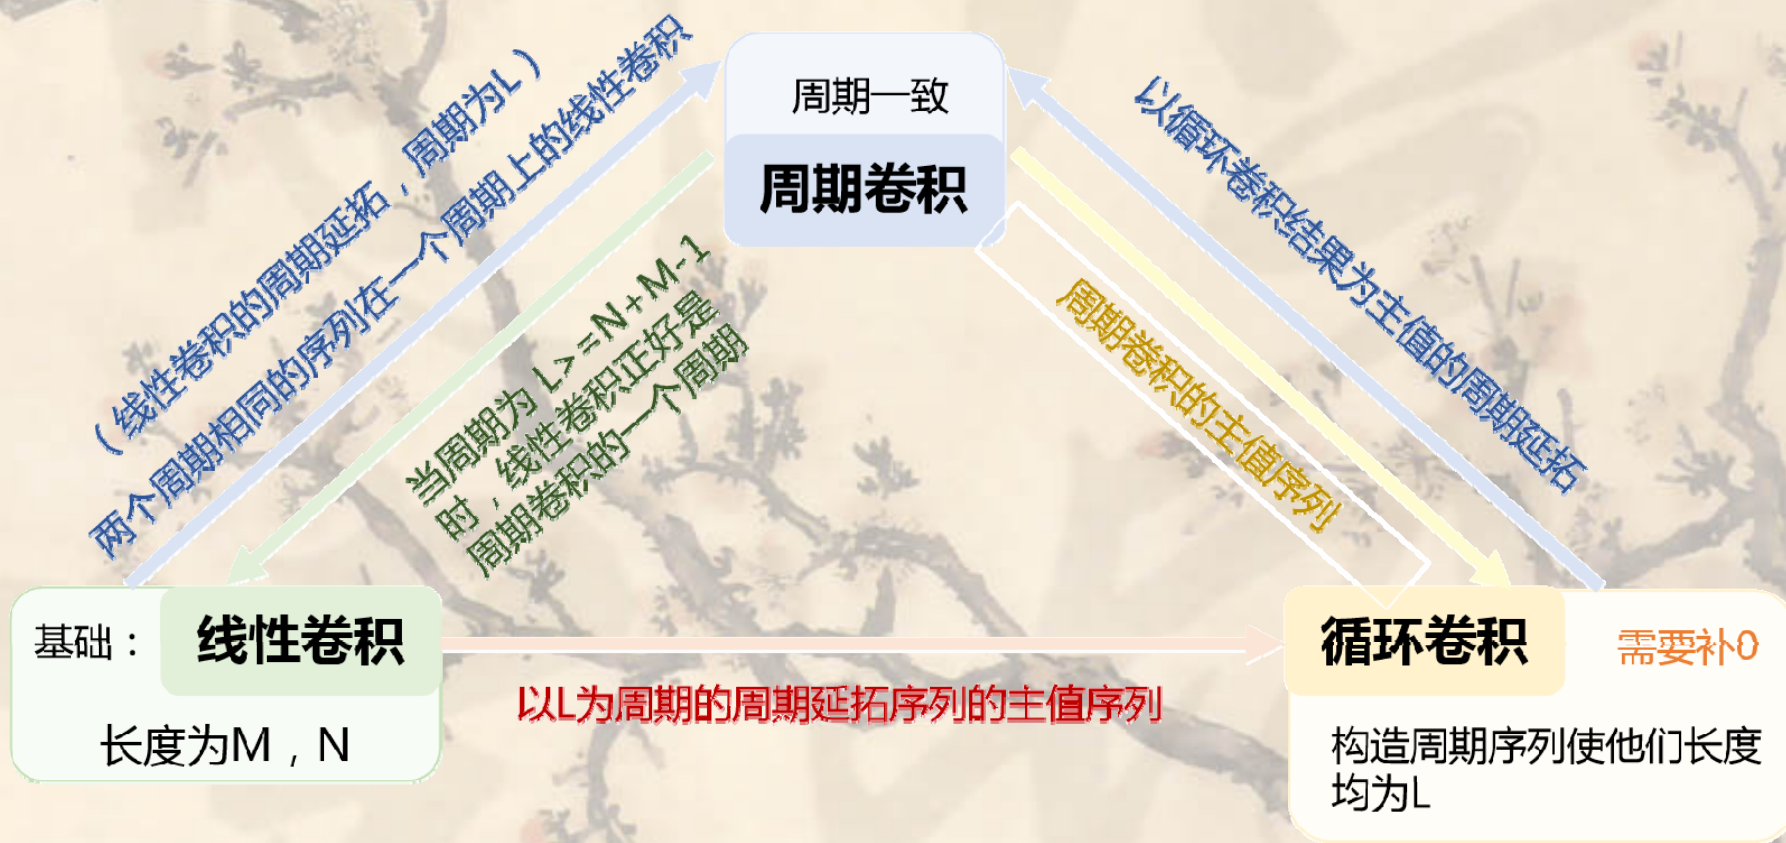 周期一致
周期卷积
（线性卷积的周期延拓，周期为L）
两个周期相同的序列在一个周期上的线性卷积
当周期为 L>=N+M-1
时，线性卷积正好是
周期卷积的一个周期
以循环卷积结果为主值的周期延拓
周期卷积的主值序列
基础：
线性卷积
长度为M，N
以L为周期的周期延拓序列的主值序列
循环卷积
需要补0
构造周期序列使他们长度
均为L